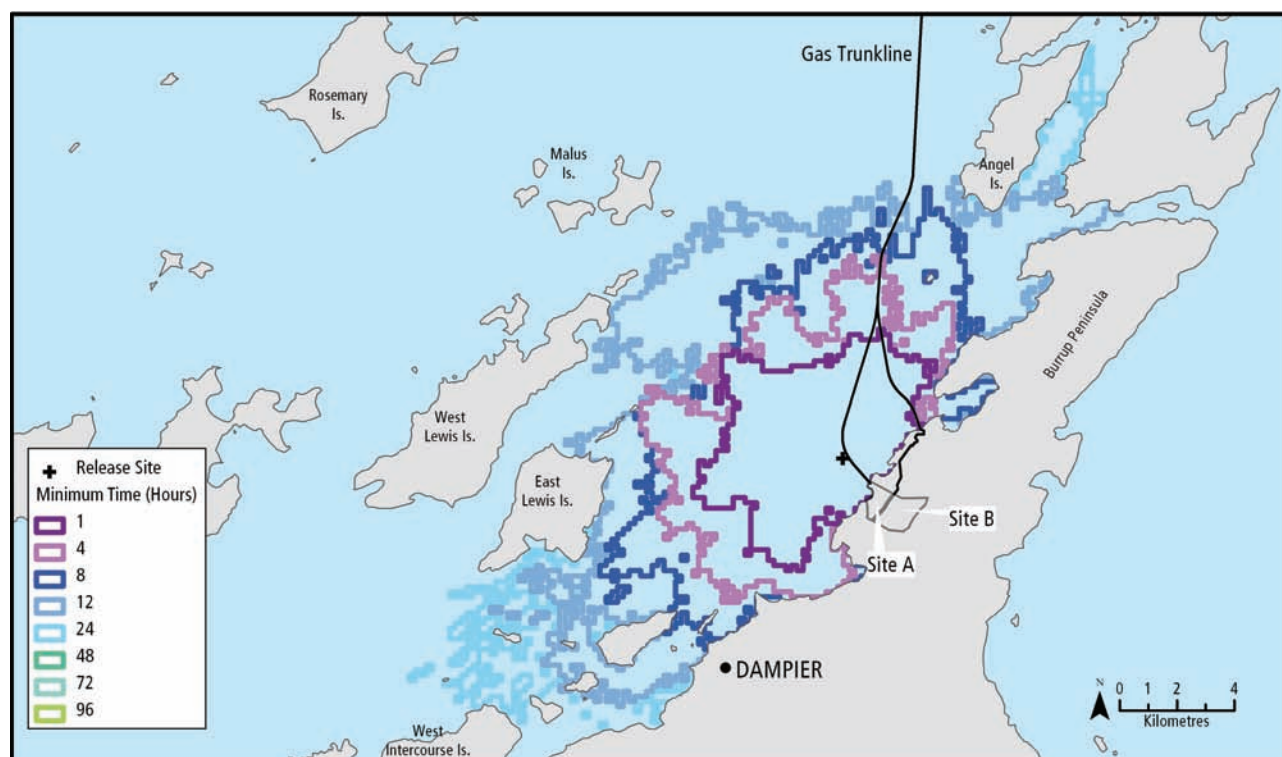 Gas Trunkline
Rosemary
Is.
Malus
Is.
Angel
Is.
Burrup Peninsula
West
Lewis Is.
East
Lewis Is.
Release Site
Minimum Time (Hours)
1
4
8
12
24
48
72
96
Site B
Site A
DAMPIER
West
Intercourse Is.
N
0 2 4
Kilometres